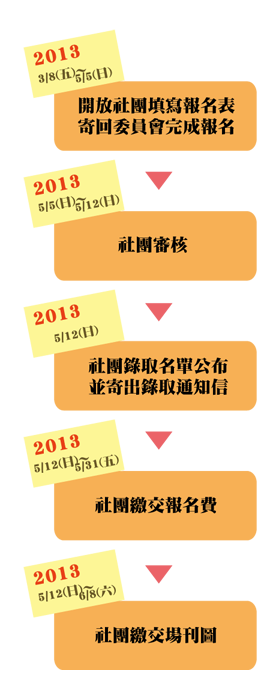 2013
3/8(五)~5/5(日)
開放社團填寫報名表
寄回委員會完成報名
2013
5/5(日)~5/12(日)
社團審核
2013
5/12(日)
社團錄取名單公布
並寄出錄取通知信
2013
5/12(日)~5/31(五)
社團繳交報名費
2013
5/12(日)~6/8(六)
社團繳交場刊圖